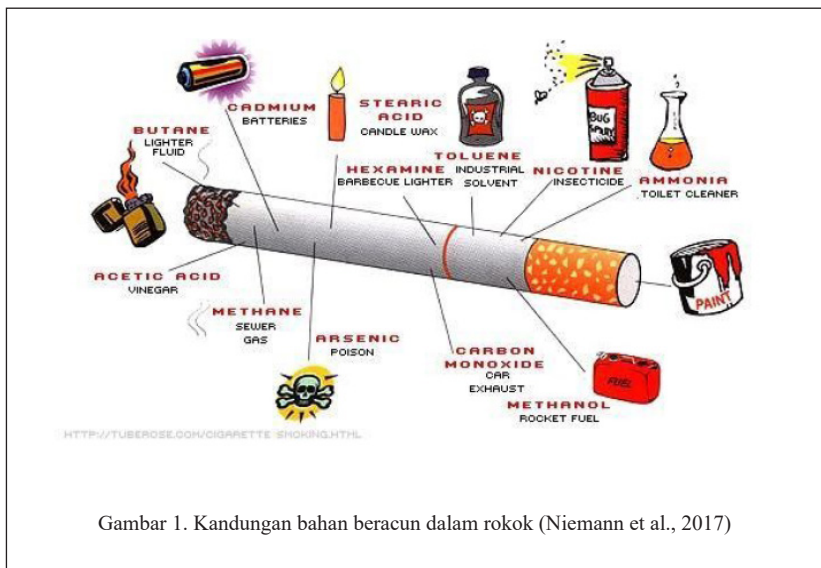 CADMIUM
BATTERIES
STEARIC
ACID
CANDLE WAX
BUTANE
LIGHTER
FLUID
HEXAMINE
BARBECUE LIGHTER
TOLUENE
INDUSTRIAL
SOLVENT
BUG
SPRAY
NICOTINE
INSECTICIDE
AMMONIA
TOILET CLEANER
PAINT
ACETIC ACID
VINEGAR
METHANE
SEWER
GAS
ARSENIC
POISON
CARBON
MONOXIDE
CAR
EXHAUST
FUEL
METHANOL
ROCKET FUEL
HTTP://TUBEROSE.COM/CIGARETTE-SMOKING.HTML
Gambar 1. Kandungan bahan beracun dalam rokok (Niemann et al., 2017)